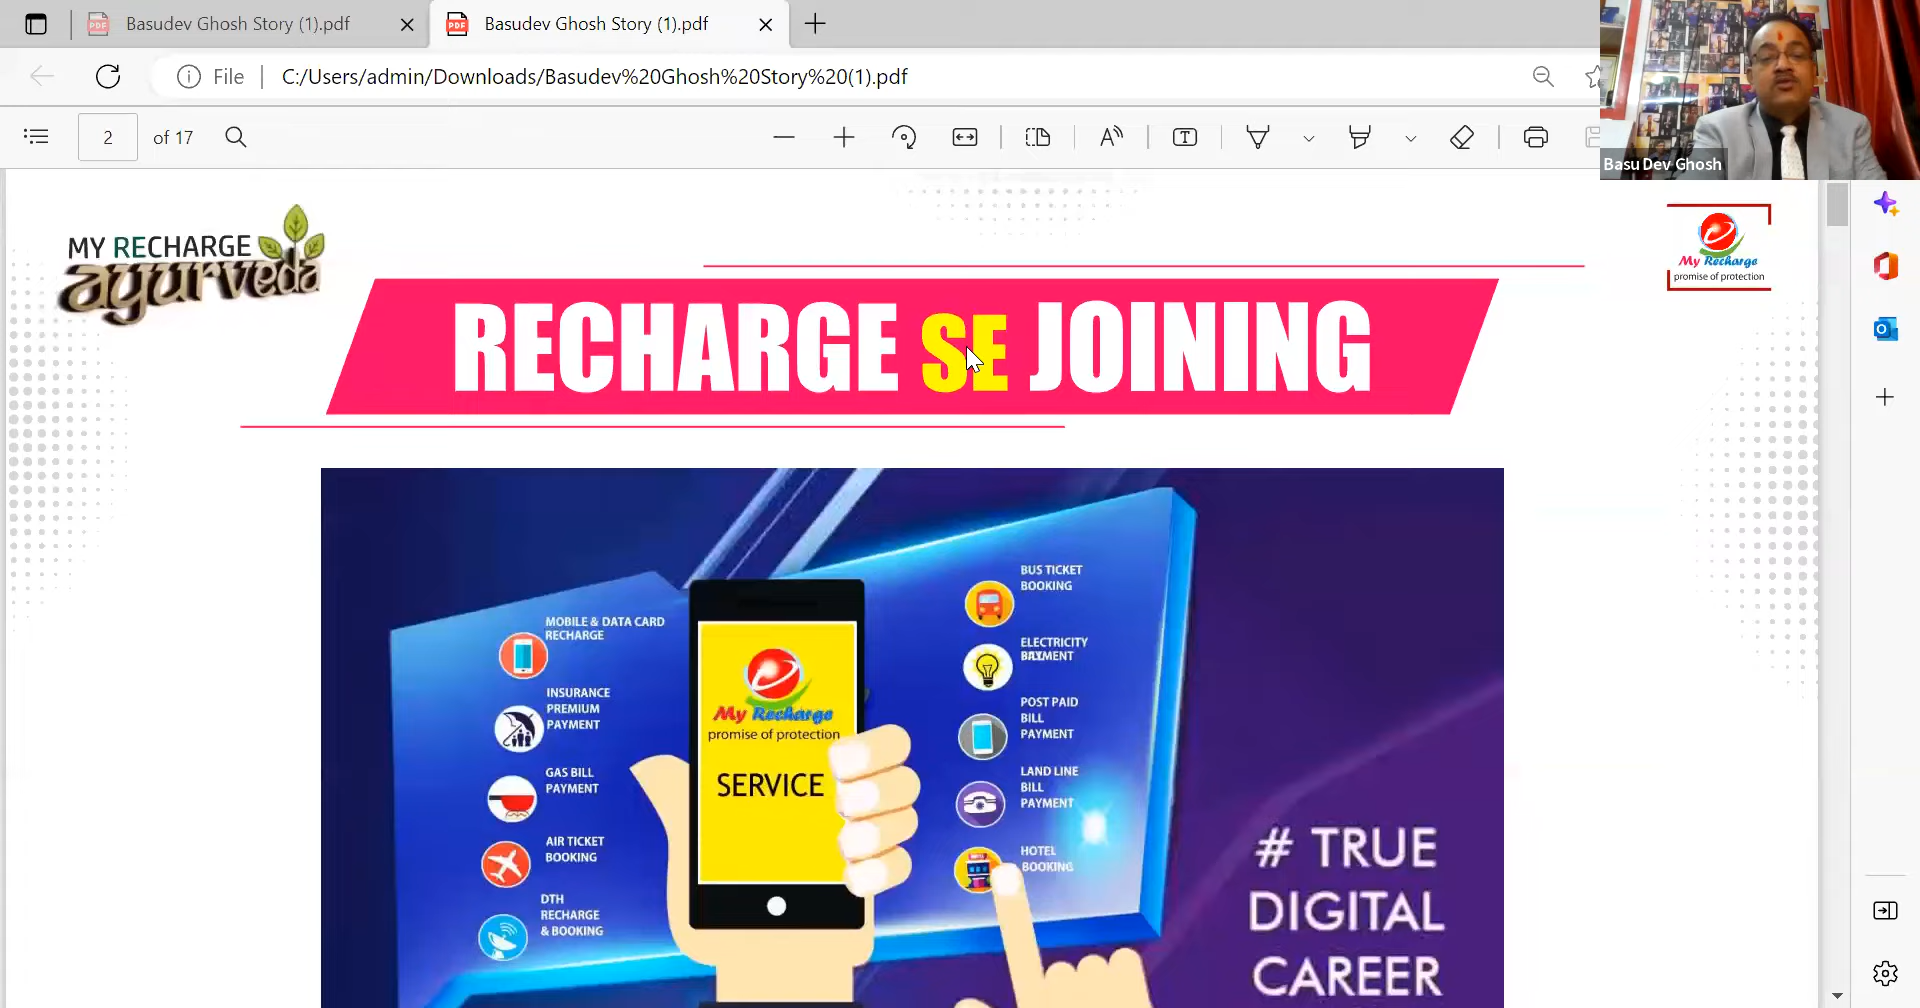 Basudev Ghosh Story (1).pdf
Basudev Ghosh Story (1).pdf
File
C:/Users/admin/Downloads/Basudev%20Ghosh%20Story%20(1).pdf
2
of 17
Basu Dev Ghosh
MY RECHARGE
ayurveda
My Recharge
promise of protection
RECHARGE SE JOINING
MOBILE & DATA CARD
RECHARGE
INSURANCE
PREMIUM
PAYMENT
GAS BILL
PAYMENT
AIR TICKET
BOOKING
DTH
RECHARGE
& BOOKING
My Recharge
promise of protection
SERVICE
BUS TICKET
BOOKING
ELECTRICITY
PAYMENT
POST PAID
BILL
PAYMENT
LAND LINE
BILL
PAYMENT
HOTEL
BOOKING
# TRUE
DIGITAL
CAREER